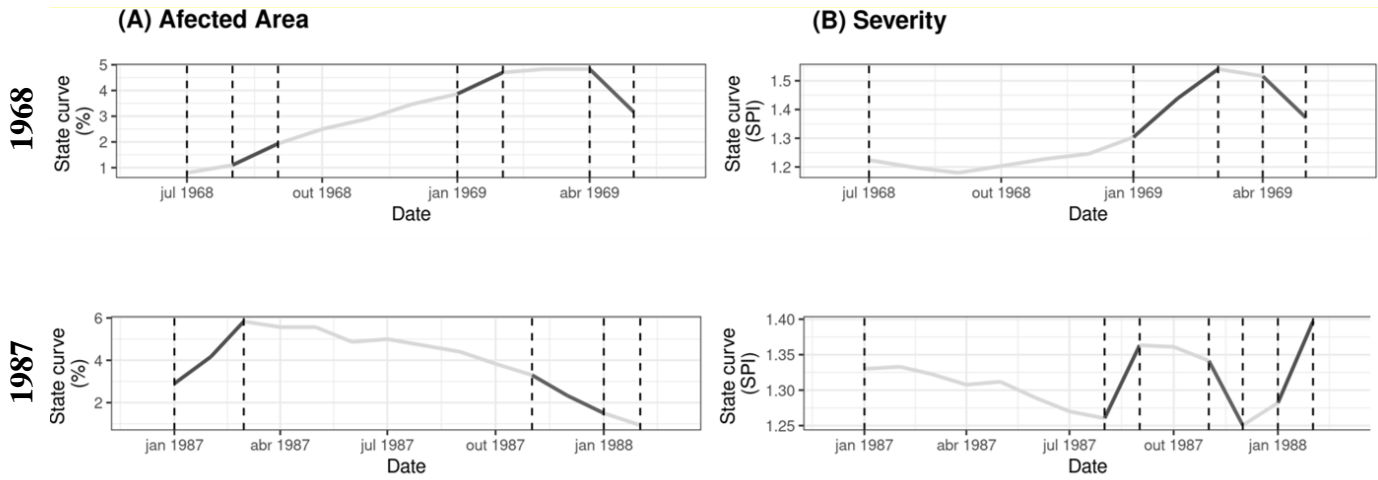 (A) Afected Area
(B) Severity
1968
State curve
(%)
5
4
3
2
1
jul 1968
out 1968
jan 1969
abr 1969
Date
State curve
(SPI)
1.5
1.4
1.3
1.2
jul 1968
out 1968
jan 1969
abr 1969
Date
1987
State curve
(%)
6
4
2
jan 1987
abr 1987
jul 1987
out 1987
jan 1988
Date
State curve
(SPI)
1.40
1.35
1.30
1.25
jan 1987
abr 1987
jul 1987
out 1987
jan 1988
Date